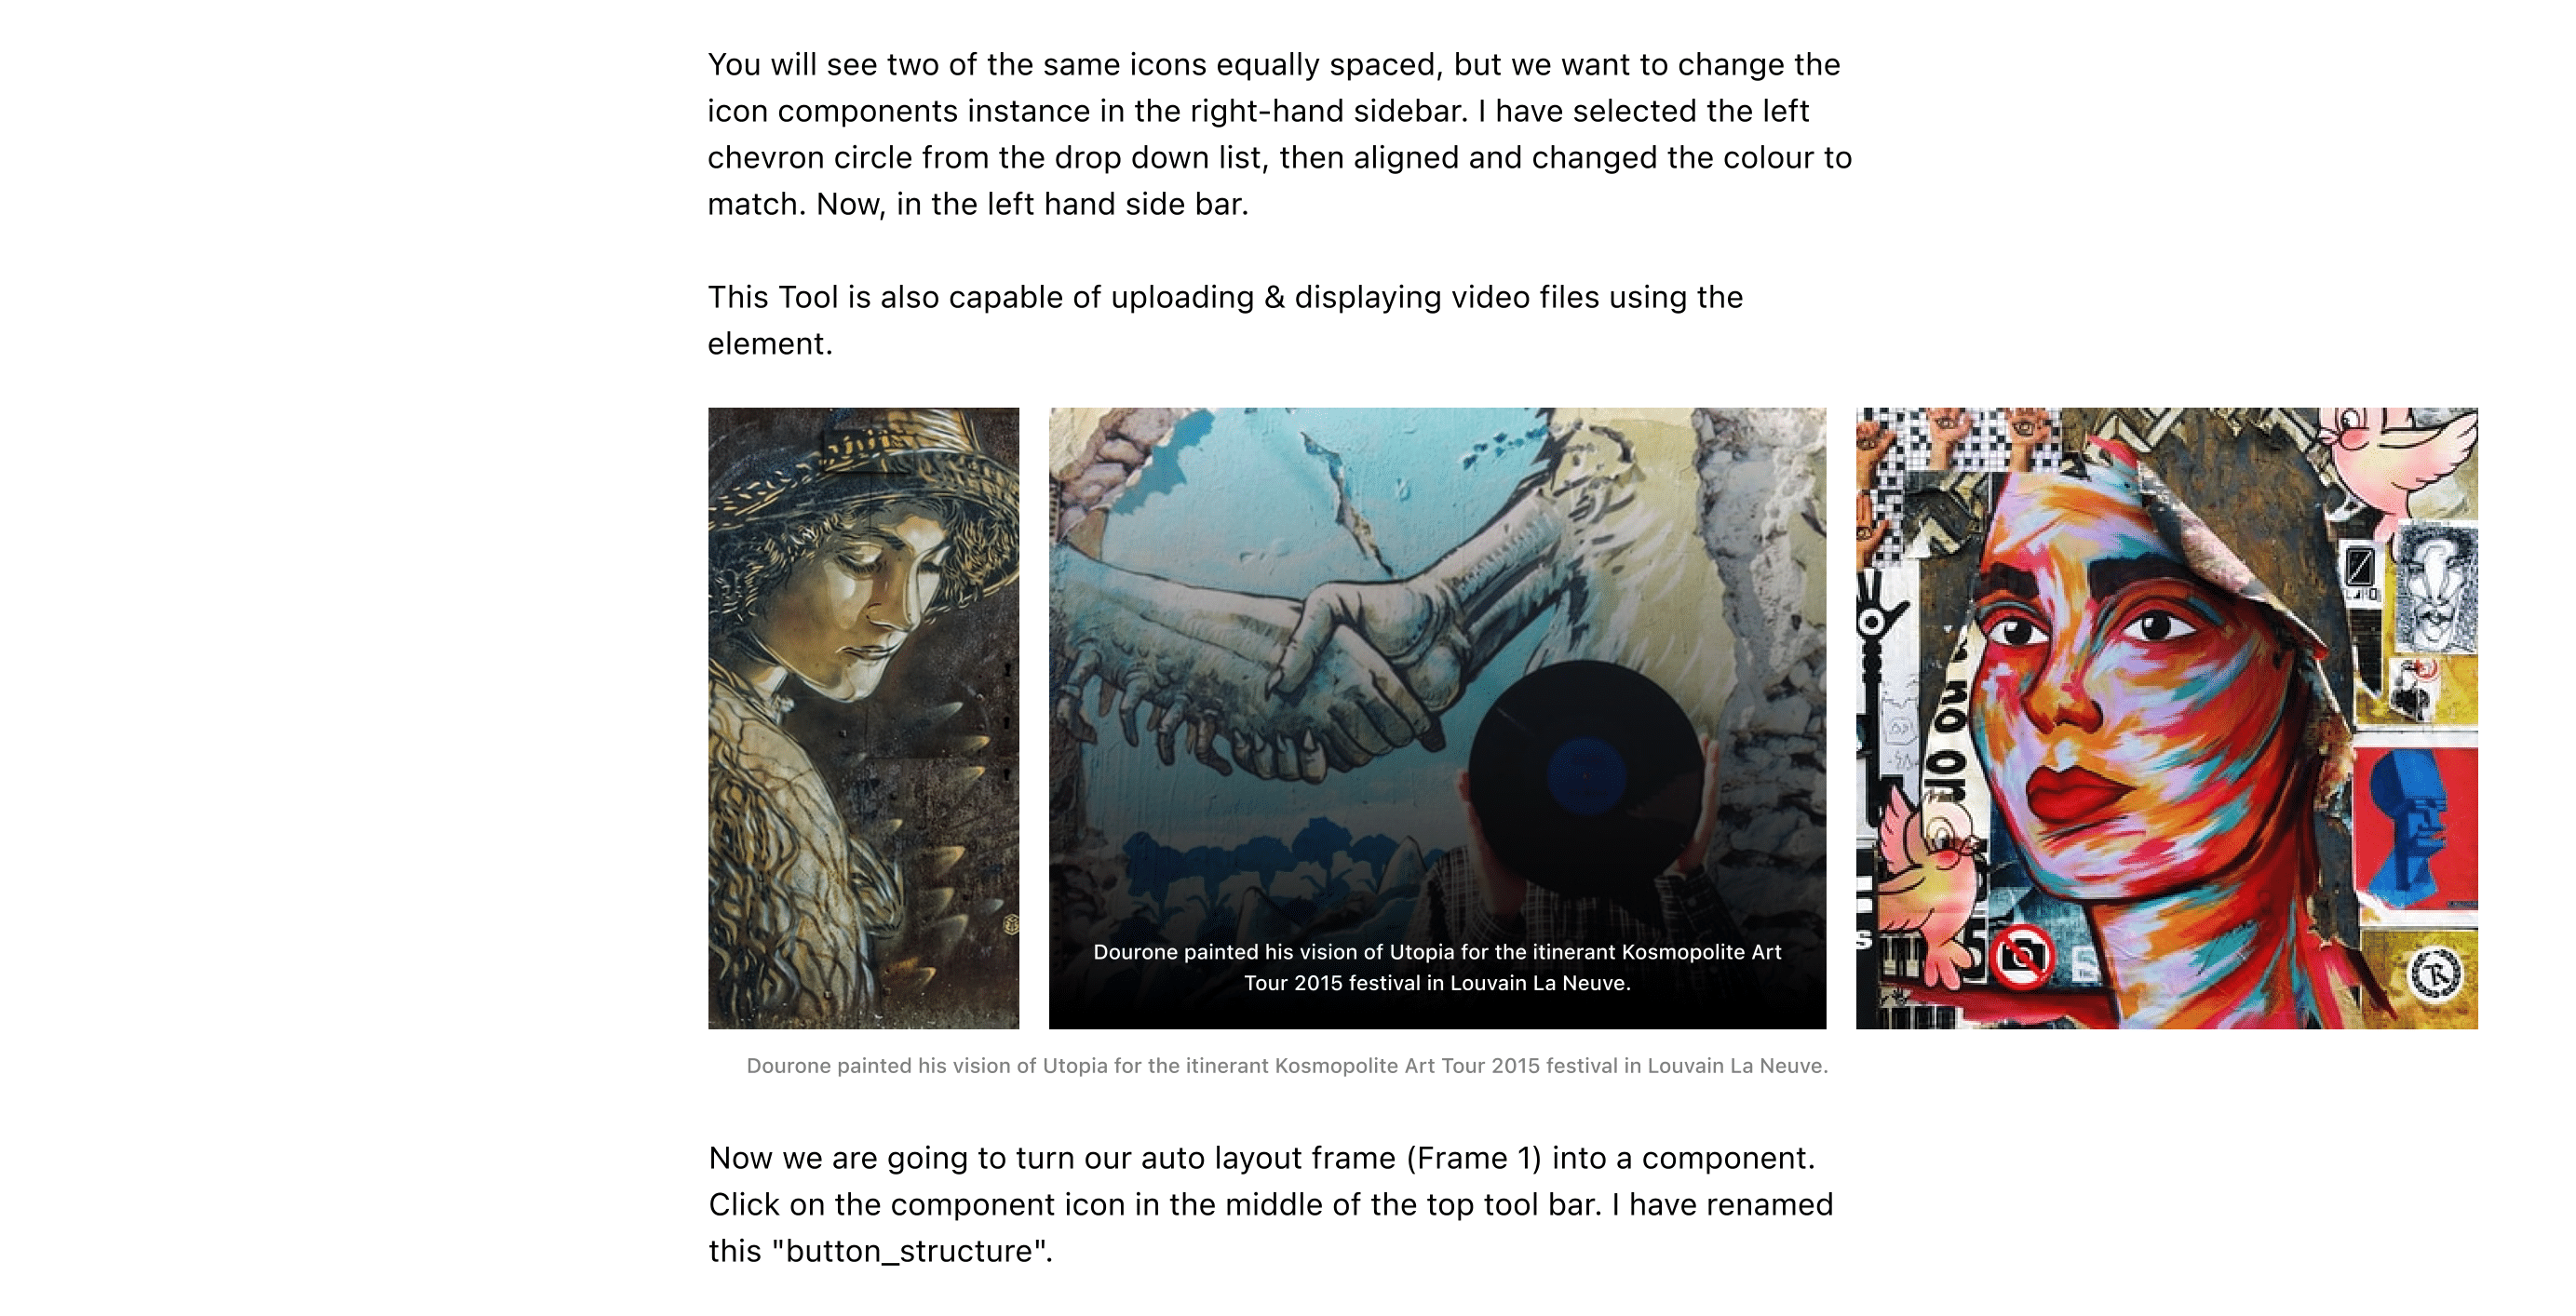 You will see two of the same icons equally spaced, but we want to change the
icon components instance in the right-hand sidebar. I have selected the left
chevron circle from the drop down list, then aligned and changed the colour to
match. Now, in the left hand side bar.
This Tool is also capable of uploading & displaying video files using the
element.
Dourone painted his vision of Utopia for the itinerant Kosmopolite Art
Tour 2015 festival in Louvain La Neuve.
Dourone painted his vision of Utopia for the itinerant Kosmopolite Art Tour 2015 festival in Louvain La Neuve.
Now we are going to turn our auto layout frame (Frame 1) into a component.
Click on the component icon in the middle of the top tool bar. I have renamed
this "button_structure".